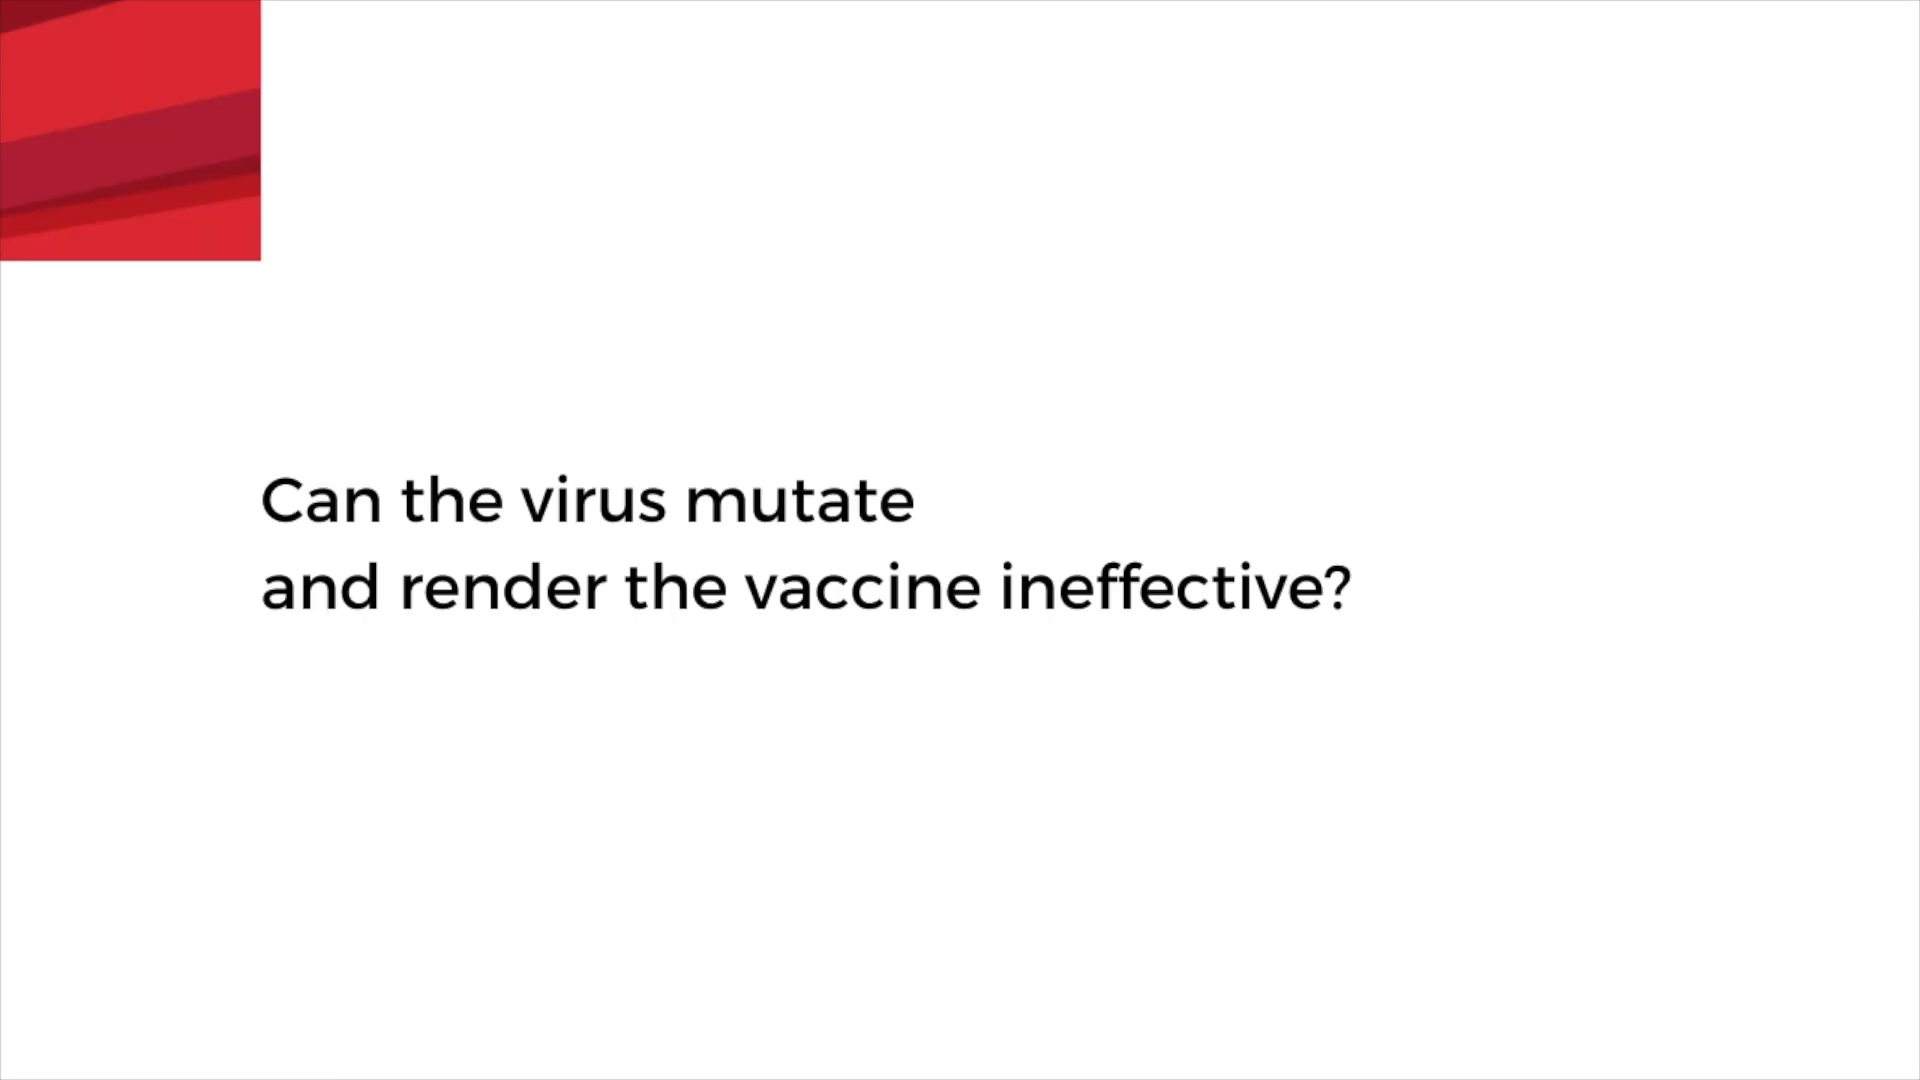 Can the virus mutate
and render the vaccine ineffective?